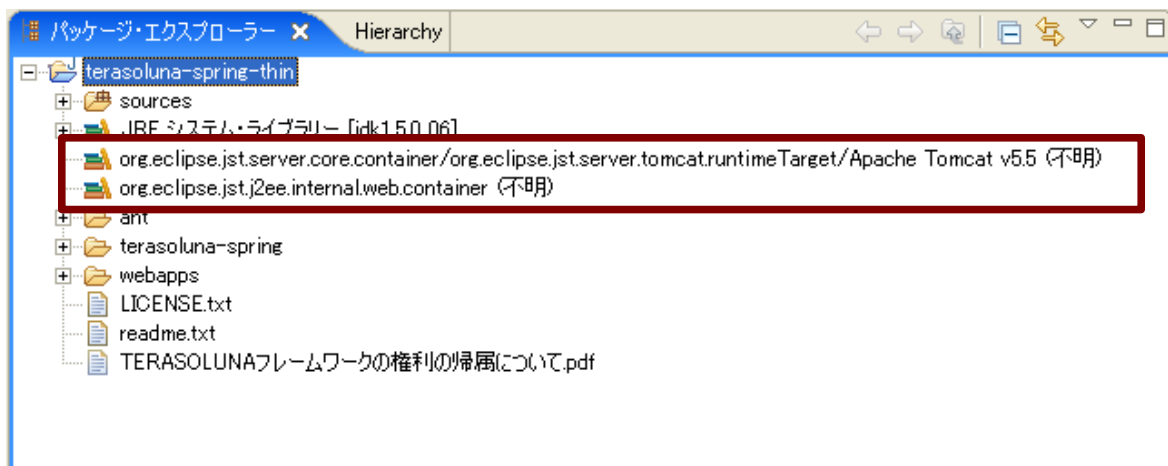 パッケージ・エクスプローラー Hierarchy
terasoluna-spring-thin
sources
JRE システム・ライブラリー [jdk1.5.0_06]
org.eclipse.jst.server.core.container/org.eclipse.jst.server.tomcat.runtimeTarget/Apache Tomcat v5.5 (不明)
org.eclipse.jst.j2ee.internal.web.container (不明)
ant
terasoluna-spring
webapps
LICENSE.txt
readme.txt
TERASOLUNAフレームワークの権利の帰属について.pdf